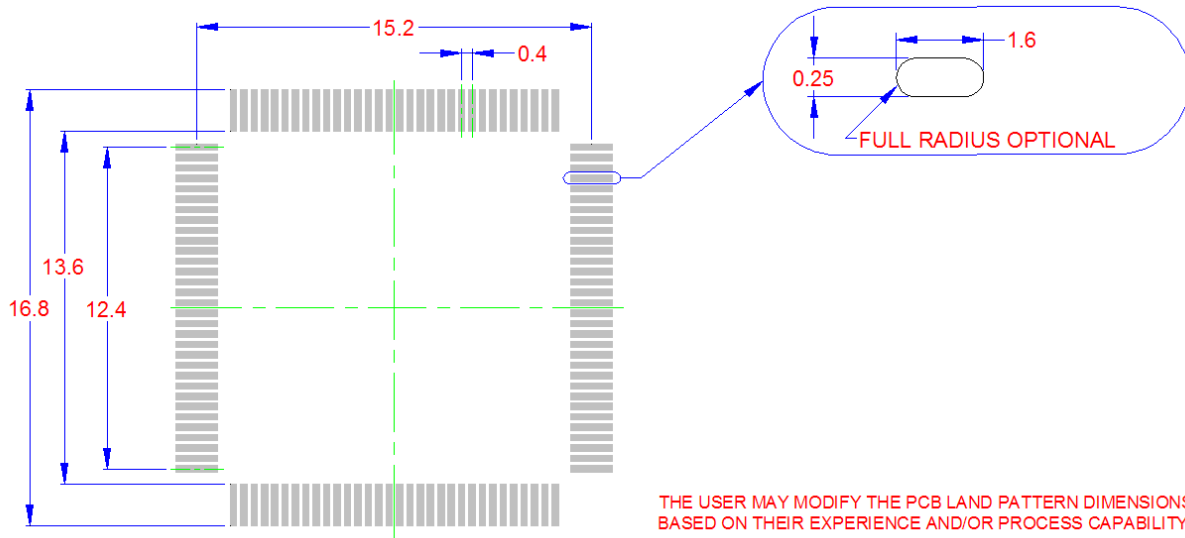 15.2
0.4
1.6
0.25
FULL RADIUS OPTIONAL
13.6
16.8
12.4
THE USER MAY MODIFY THE PCB LAND PATTERN DIMENSIONS
BASED ON THEIR EXPERIENCE AND/OR PROCESS CAPABILITY